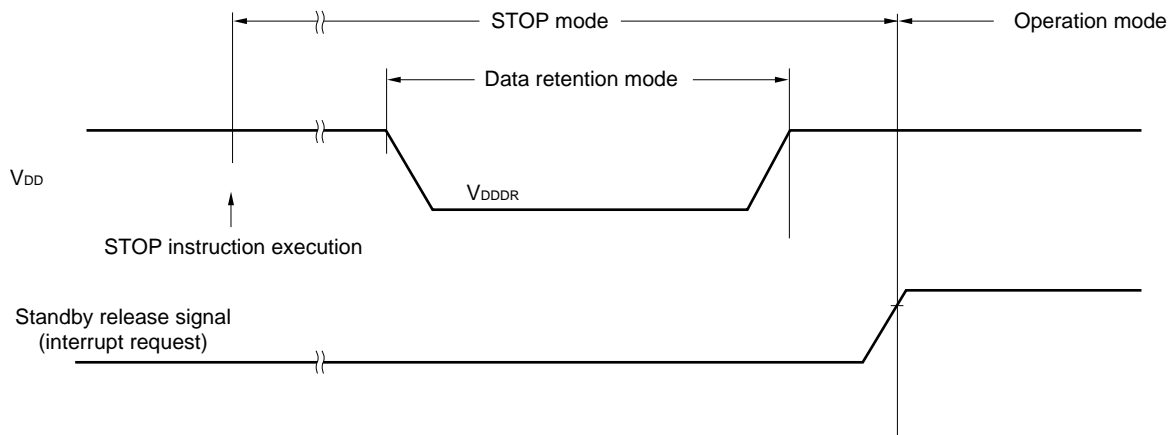 STOP mode
Operation mode
Data retention mode
VDD
VDDDR
STOP instruction execution
Standby release signal
(interrupt request)